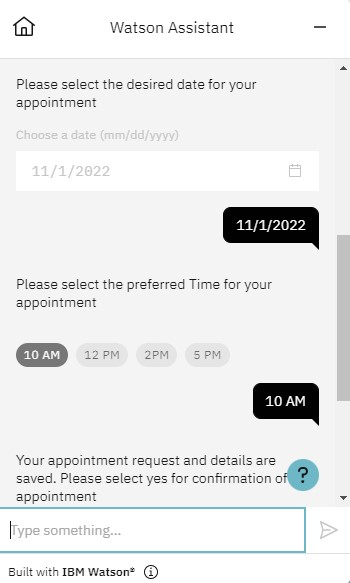 Watson Assistant
Please select the desired date for your
appointment
Choose a date (mm/dd/yyyy)
11/1/2022
11/1/2022
Please select the preferred Time for your
appointment
10 AM 12 PM 2PM 5 PM
10 AM
Your appointment request and details are
saved. Please select yes for confirmation of
appointment
?
Type something...
Built with IBM Watson®